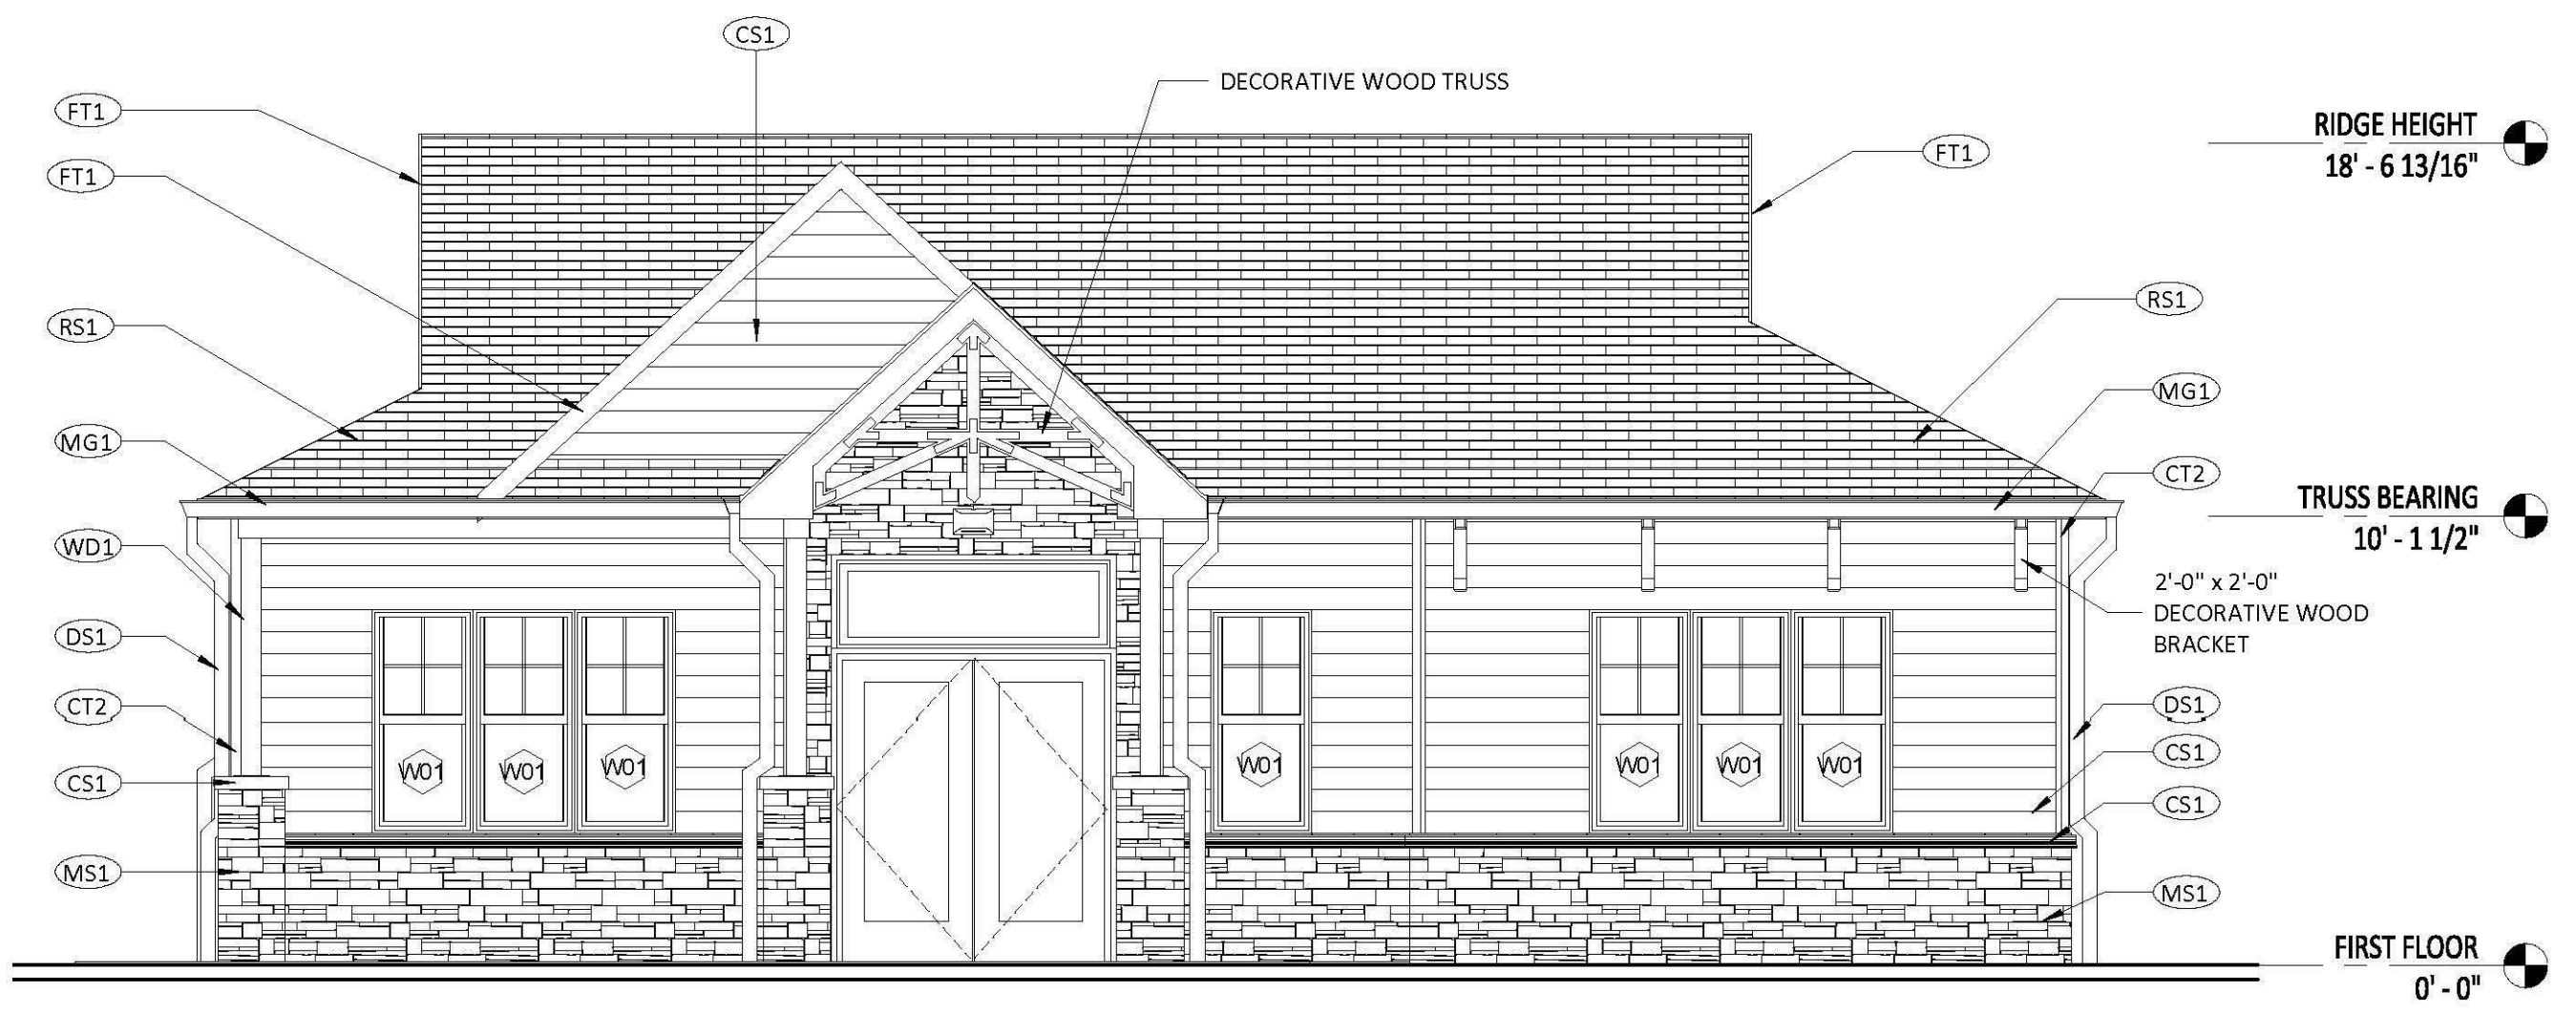 CS1
DECORATIVE WOOD TRUSS
FT1
RIDGE HEIGHT
FT1
18' - 6 13/16"
FT1
RS1
RS1
MG1
MG1
CT2
TRUSS BEARING
10' - 1 1/2"
WD1
2'-0" x 2'-0"
DECORATIVE WOOD
BRACKET
DS1
CT2
DS1
CS1
W01 W01 W01 W01 W01 W01 W01
CS1
CS1
MS1
MS1
FIRST FLOOR
0' - 0"